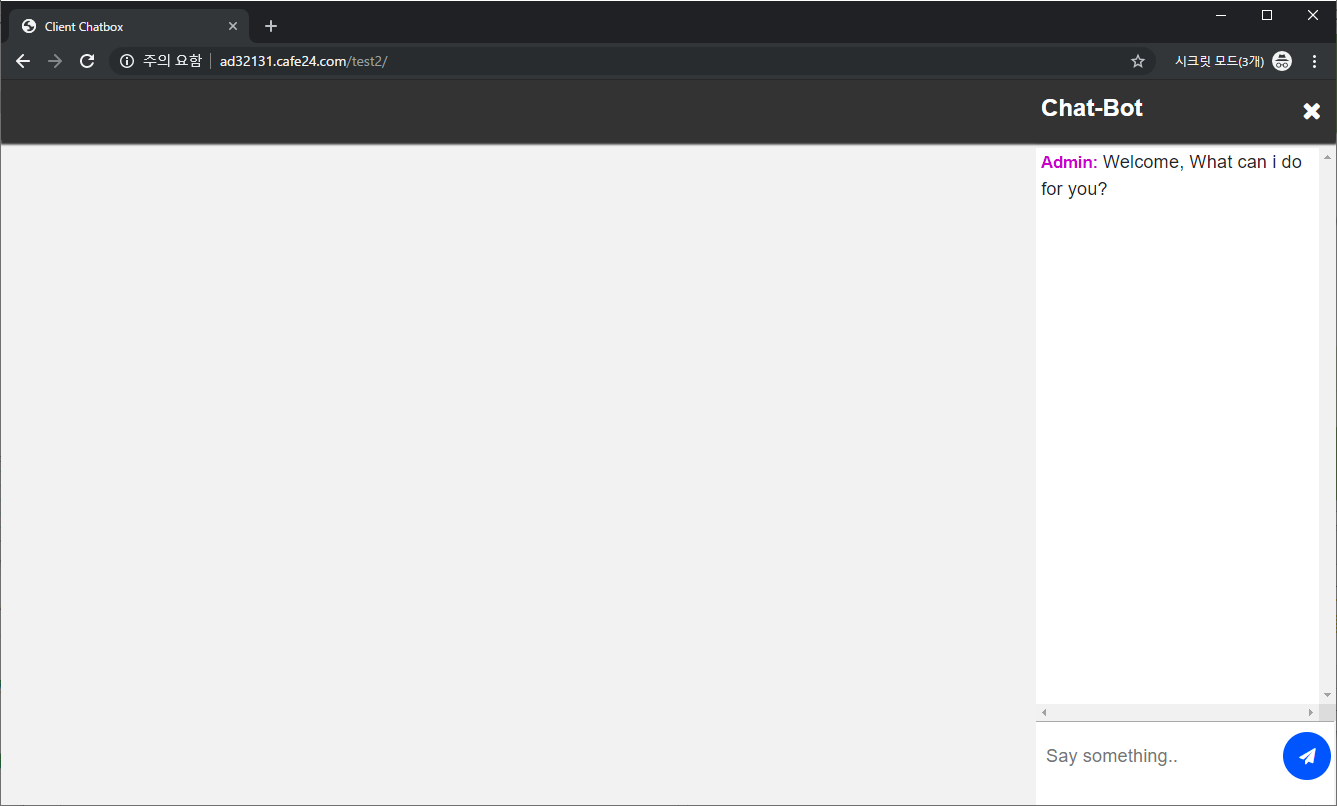 Client Chatbox
주의 요함 ad32131.cafe24.com/test2/ 시크릿 모드(3개)
Chat-Bot
Admin: Welcome, What can i do
for you?
Say something..